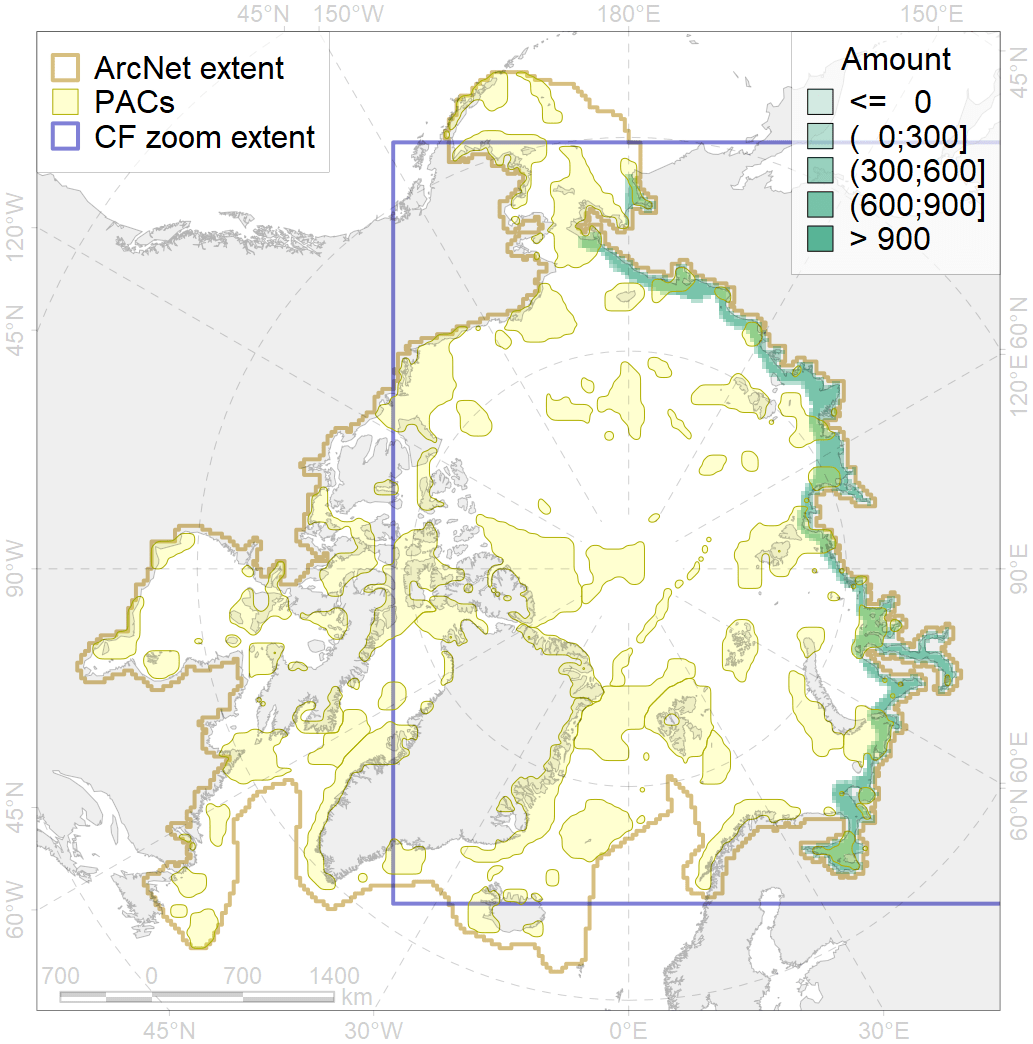 45°N 150°W 180°E 150°E
ArcNet extent
PACs
CF zoom extent
Amount
<= 0
( 0;300]
(300;600]
(600;900]
> 900
45°N
120°W
60°N
45°N
120°E
90°W
90°E
60°E
45°N
60°N
60°W
700 0 700 1400
km
45°N 30°W 0°E 30°E